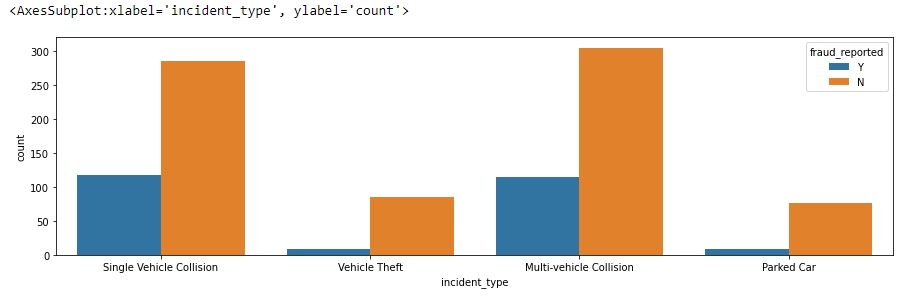 <AxesSubplot:xlabel='incident_type', ylabel='count'>
300
250
200
150
100
50
0
count
fraud_reported
Y
N
Single Vehicle Collision
Vehicle Theft
Multi-vehicle Collision
Parked Car
incident_type